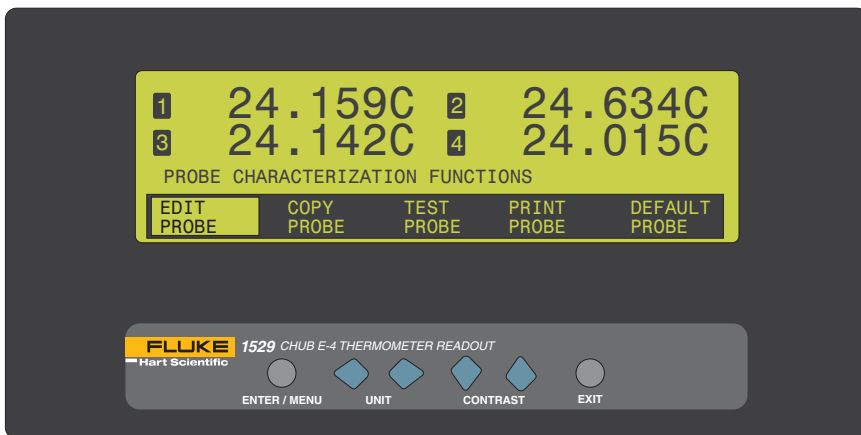 1 24.159C 2 24.634C
3 24.142C 4 24.015C
PROBE CHARACTERIZATION FUNCTIONS
EDIT PROBE
COPY PROBE
TEST PROBE
PRINT PROBE
DEFAULT PROBE
FLUKE
Hart Scientific
1529 CHUB E-4 THERMOMETER READOUT
ENTER / MENU UNIT CONTRAST EXIT